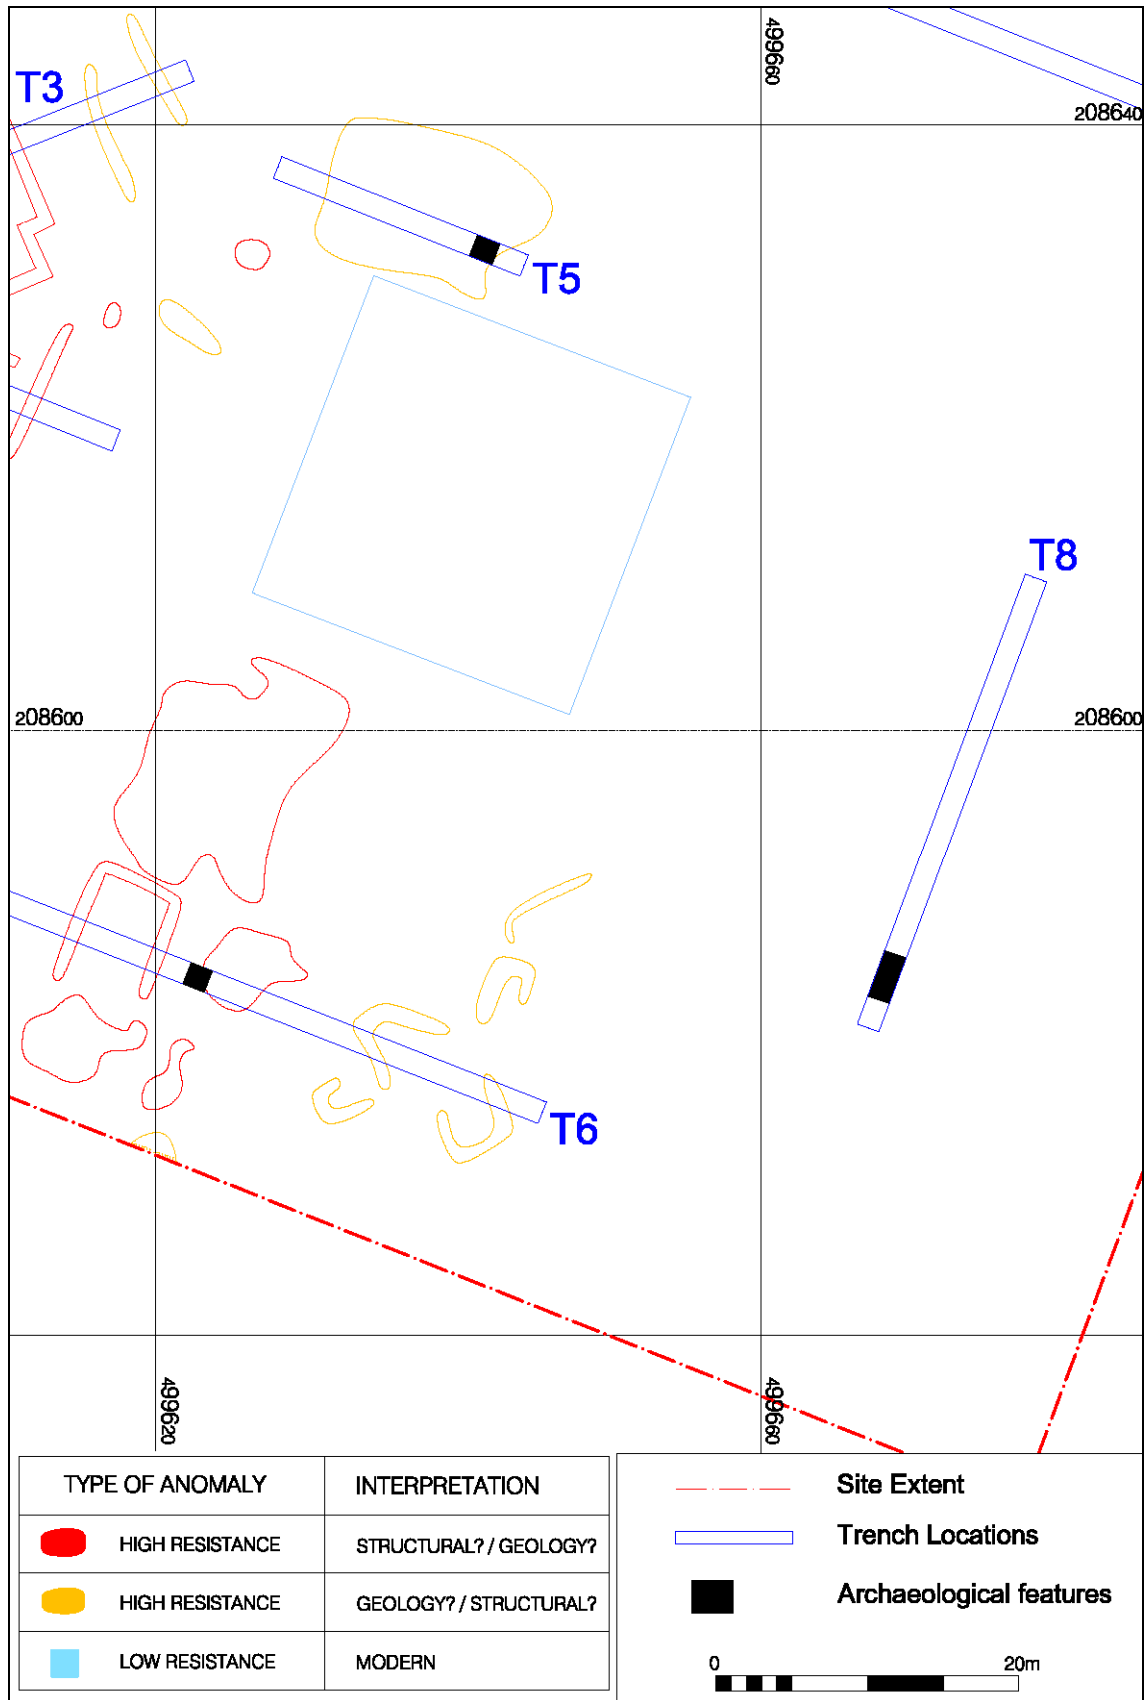 499660
T3
208640
T5
T8
208600
208600
T6
499620
499660
TYPE OF ANOMALY INTERPRETATION
HIGH RESISTANCE STRUCTURAL? / GEOLOGY?
HIGH RESISTANCE GEOLOGY? / STRUCTURAL?
LOW RESISTANCE MODERN
Site Extent
Trench Locations
Archaeological features
0 20m